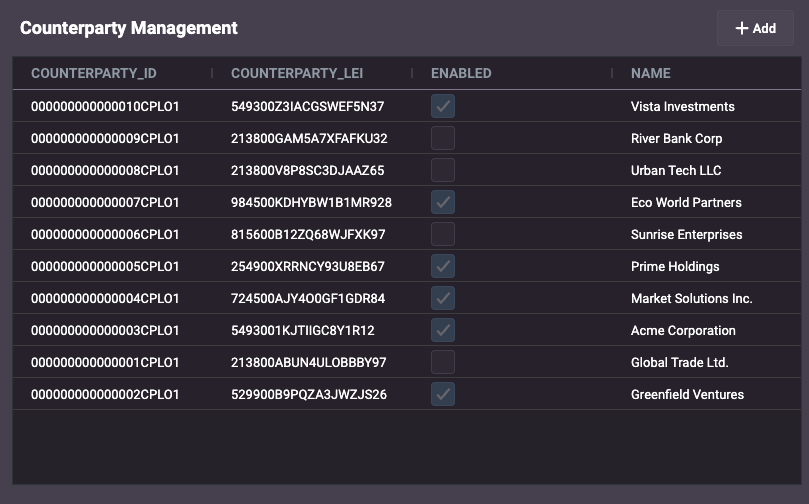 Counterparty Management
+ Add
COUNTERPARTY_ID COUNTERPARTY_LEI ENABLED NAME
000000000000010CPLO1 549300Z3IACGSWEF5N37 Vista Investments
000000000000009CPLO1 213800GAM5A7XFAFKU32 River Bank Corp
000000000000008CPLO1 213800V8P8SC3DJAAZ65 Urban Tech LLC
000000000000007CPLO1 984500KDHYBW1B1MR928 Eco World Partners
000000000000006CPLO1 815600B12ZQ68WJFXK97 Sunrise Enterprises
000000000000005CPLO1 254900XRRNCY93U8EB67 Prime Holdings
000000000000004CPLO1 724500AJY4O0GF1GDR84 Market Solutions Inc.
000000000000003CPLO1 5493001KJTIIGC8Y1R12 Acme Corporation
000000000000001CPLO1 213800ABUN4ULOBBBY97 Global Trade Ltd.
000000000000002CPLO1 529900B9PQZA3JWZJS26 Greenfield Ventures